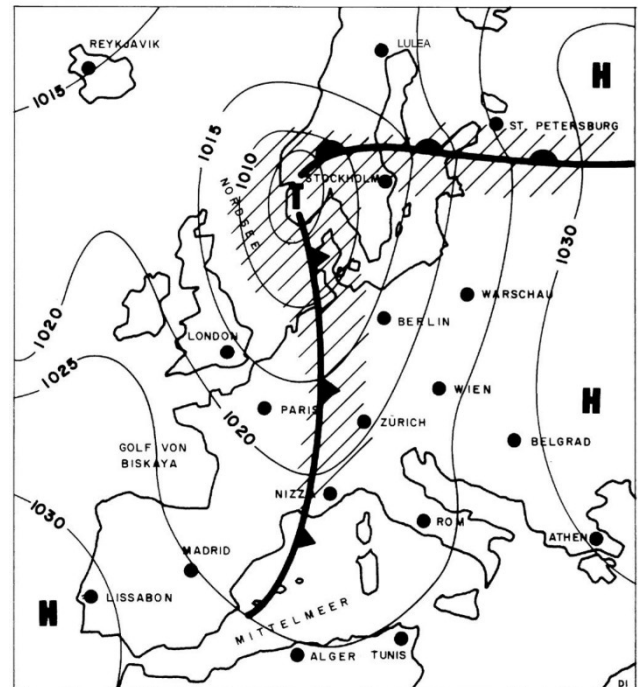 REYKJAVIK
LULEA
1015
H
ST. PETERSBURG
1015
1010
STOCKHOLM
T
NORDSEE
1030
WARSCHAU
1020
BERLIN
LONDON
1025
H
PARIS
WIEN
1020
ZÜRICH
BELGRAD
GOLF VON
BISKAYA
NIZZA
1030
ROM
ATHEN
MADRID
LISSABON
H
MITTELMEER
ALGER
TUNIS